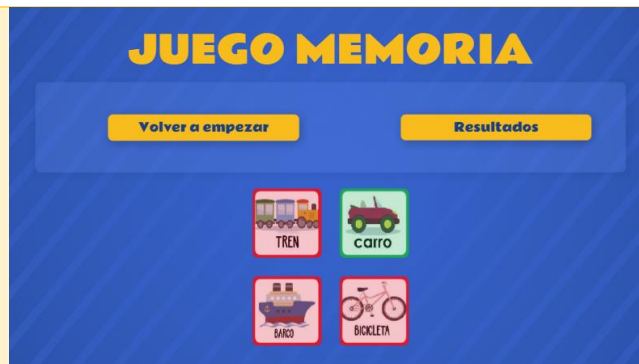 JUEGO MEMORIA
Volver a empezar
Resultados
TREN
carro
BARCO
BICICLETA